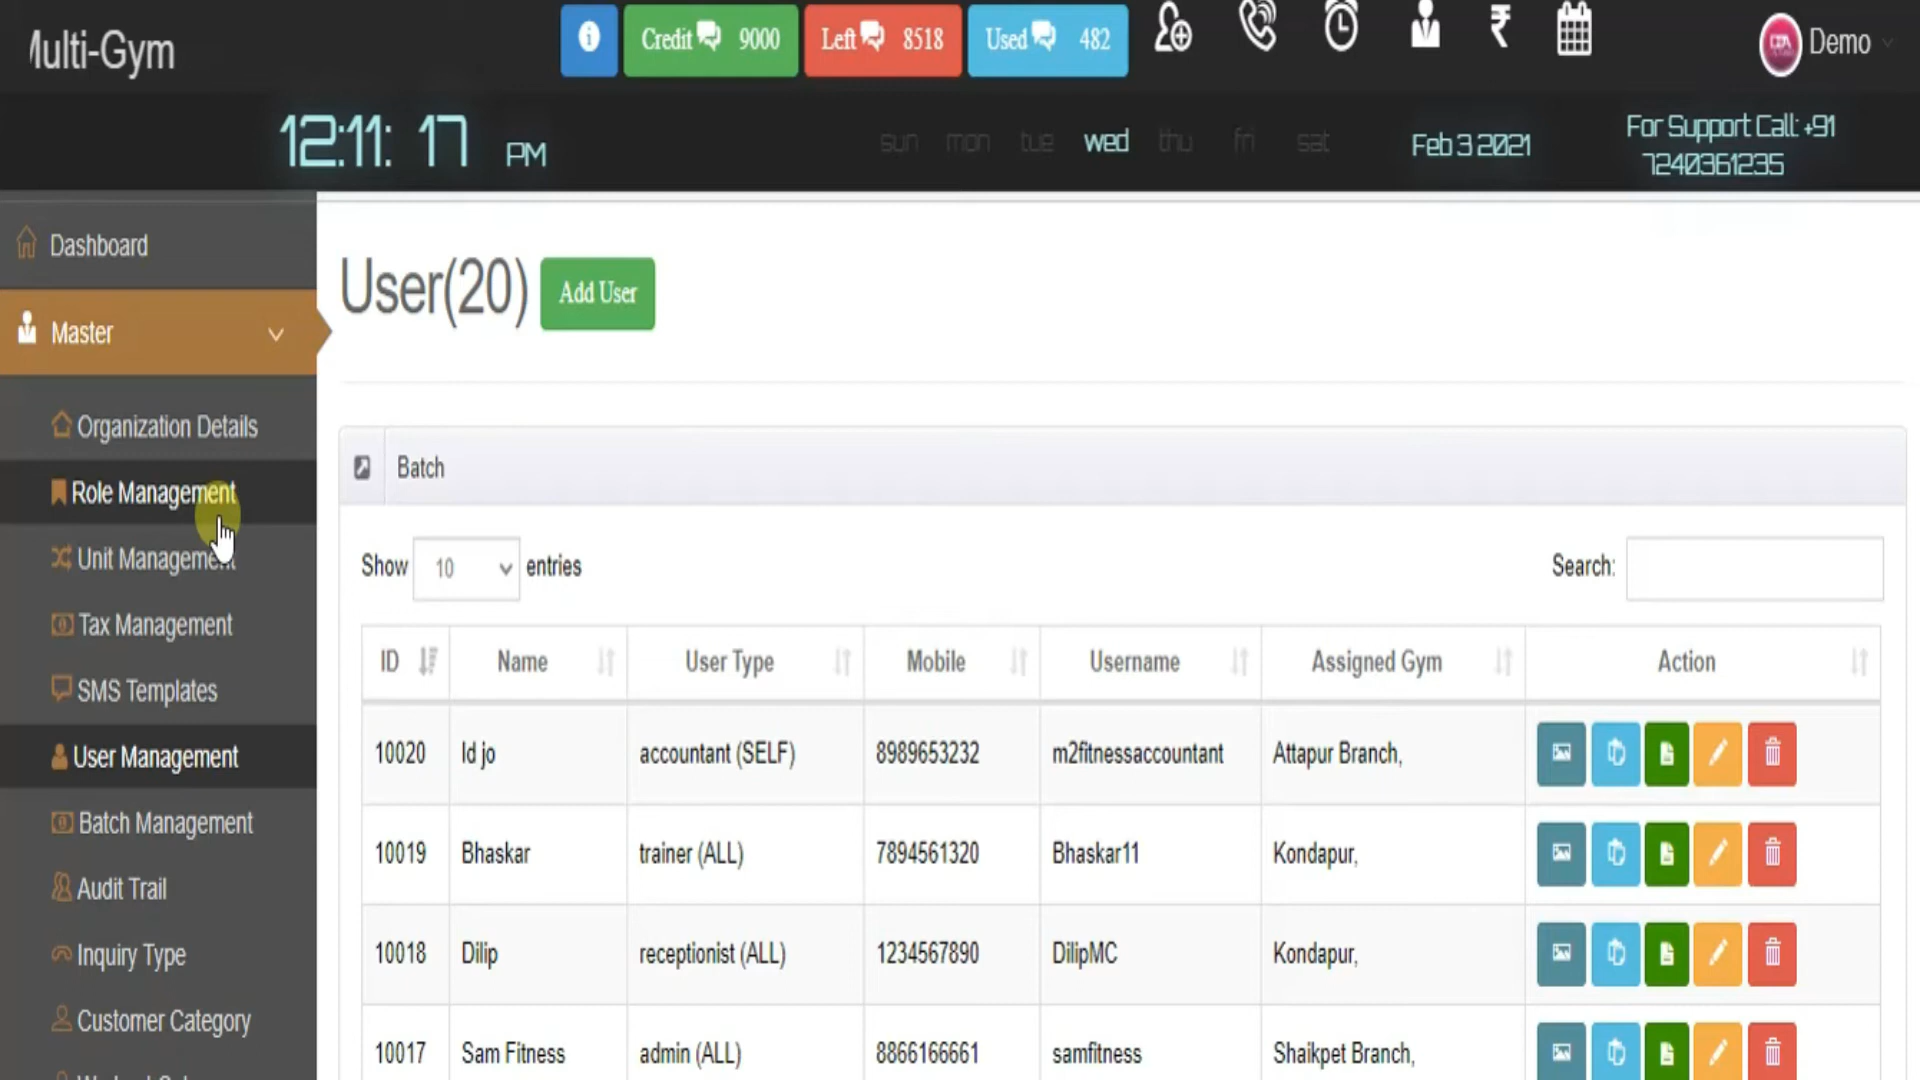 Multi-Gym
Credit 9000
Left 8518
Used 482
Demo
12:11: 17 PM
sun mon tue wed thu fri sat
Feb 3 2021
For Support Call: +91
7240361235
Dashboard
Master
Organization Details
Role Management
Unit Management
Tax Management
SMS Templates
User Management
Batch Management
Audit Trail
Inquiry Type
Customer Category
User(20)
Add User
Batch
Show 10 entries
Search:
ID Name User Type Mobile Username Assigned Gym Action
10020 Id jo accountant (SELF) 8989653232 m2fitnessaccountant Attapur Branch,
10019 Bhaskar trainer (ALL) 7894561320 Bhaskar11 Kondapur,
10018 Dilip receptionist (ALL) 1234567890 DilipMC Kondapur,
10017 Sam Fitness admin (ALL) 8866166661 samfitness Shaikpet Branch,